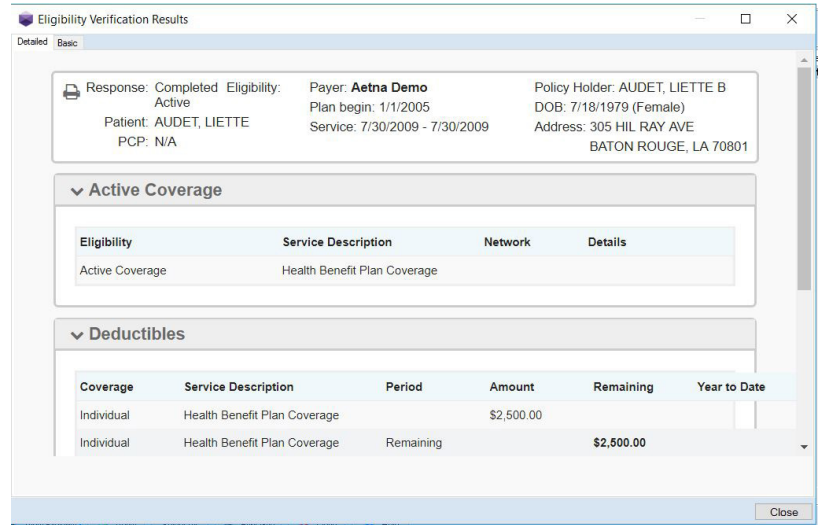 Eligibility Verification Results
Detailed Basic
Response: Completed Eligibility: Active
Patient: AUDET, LIETTE
PCP: N/A
Payer: Aetna Demo
Plan begin: 1/1/2005
Service: 7/30/2009 - 7/30/2009
Policy Holder: AUDET, LIETTE B
DOB: 7/18/1979 (Female)
Address: 305 HIL RAY AVE
BATON ROUGE, LA 70801
Active Coverage
Eligibility Service Description Network Details
Active Coverage Health Benefit Plan Coverage
Deductibles
Coverage Service Description Period Amount Remaining Year to Date
Individual Health Benefit Plan Coverage $2,500.00
Individual Health Benefit Plan Coverage Remaining $2,500.00
Close